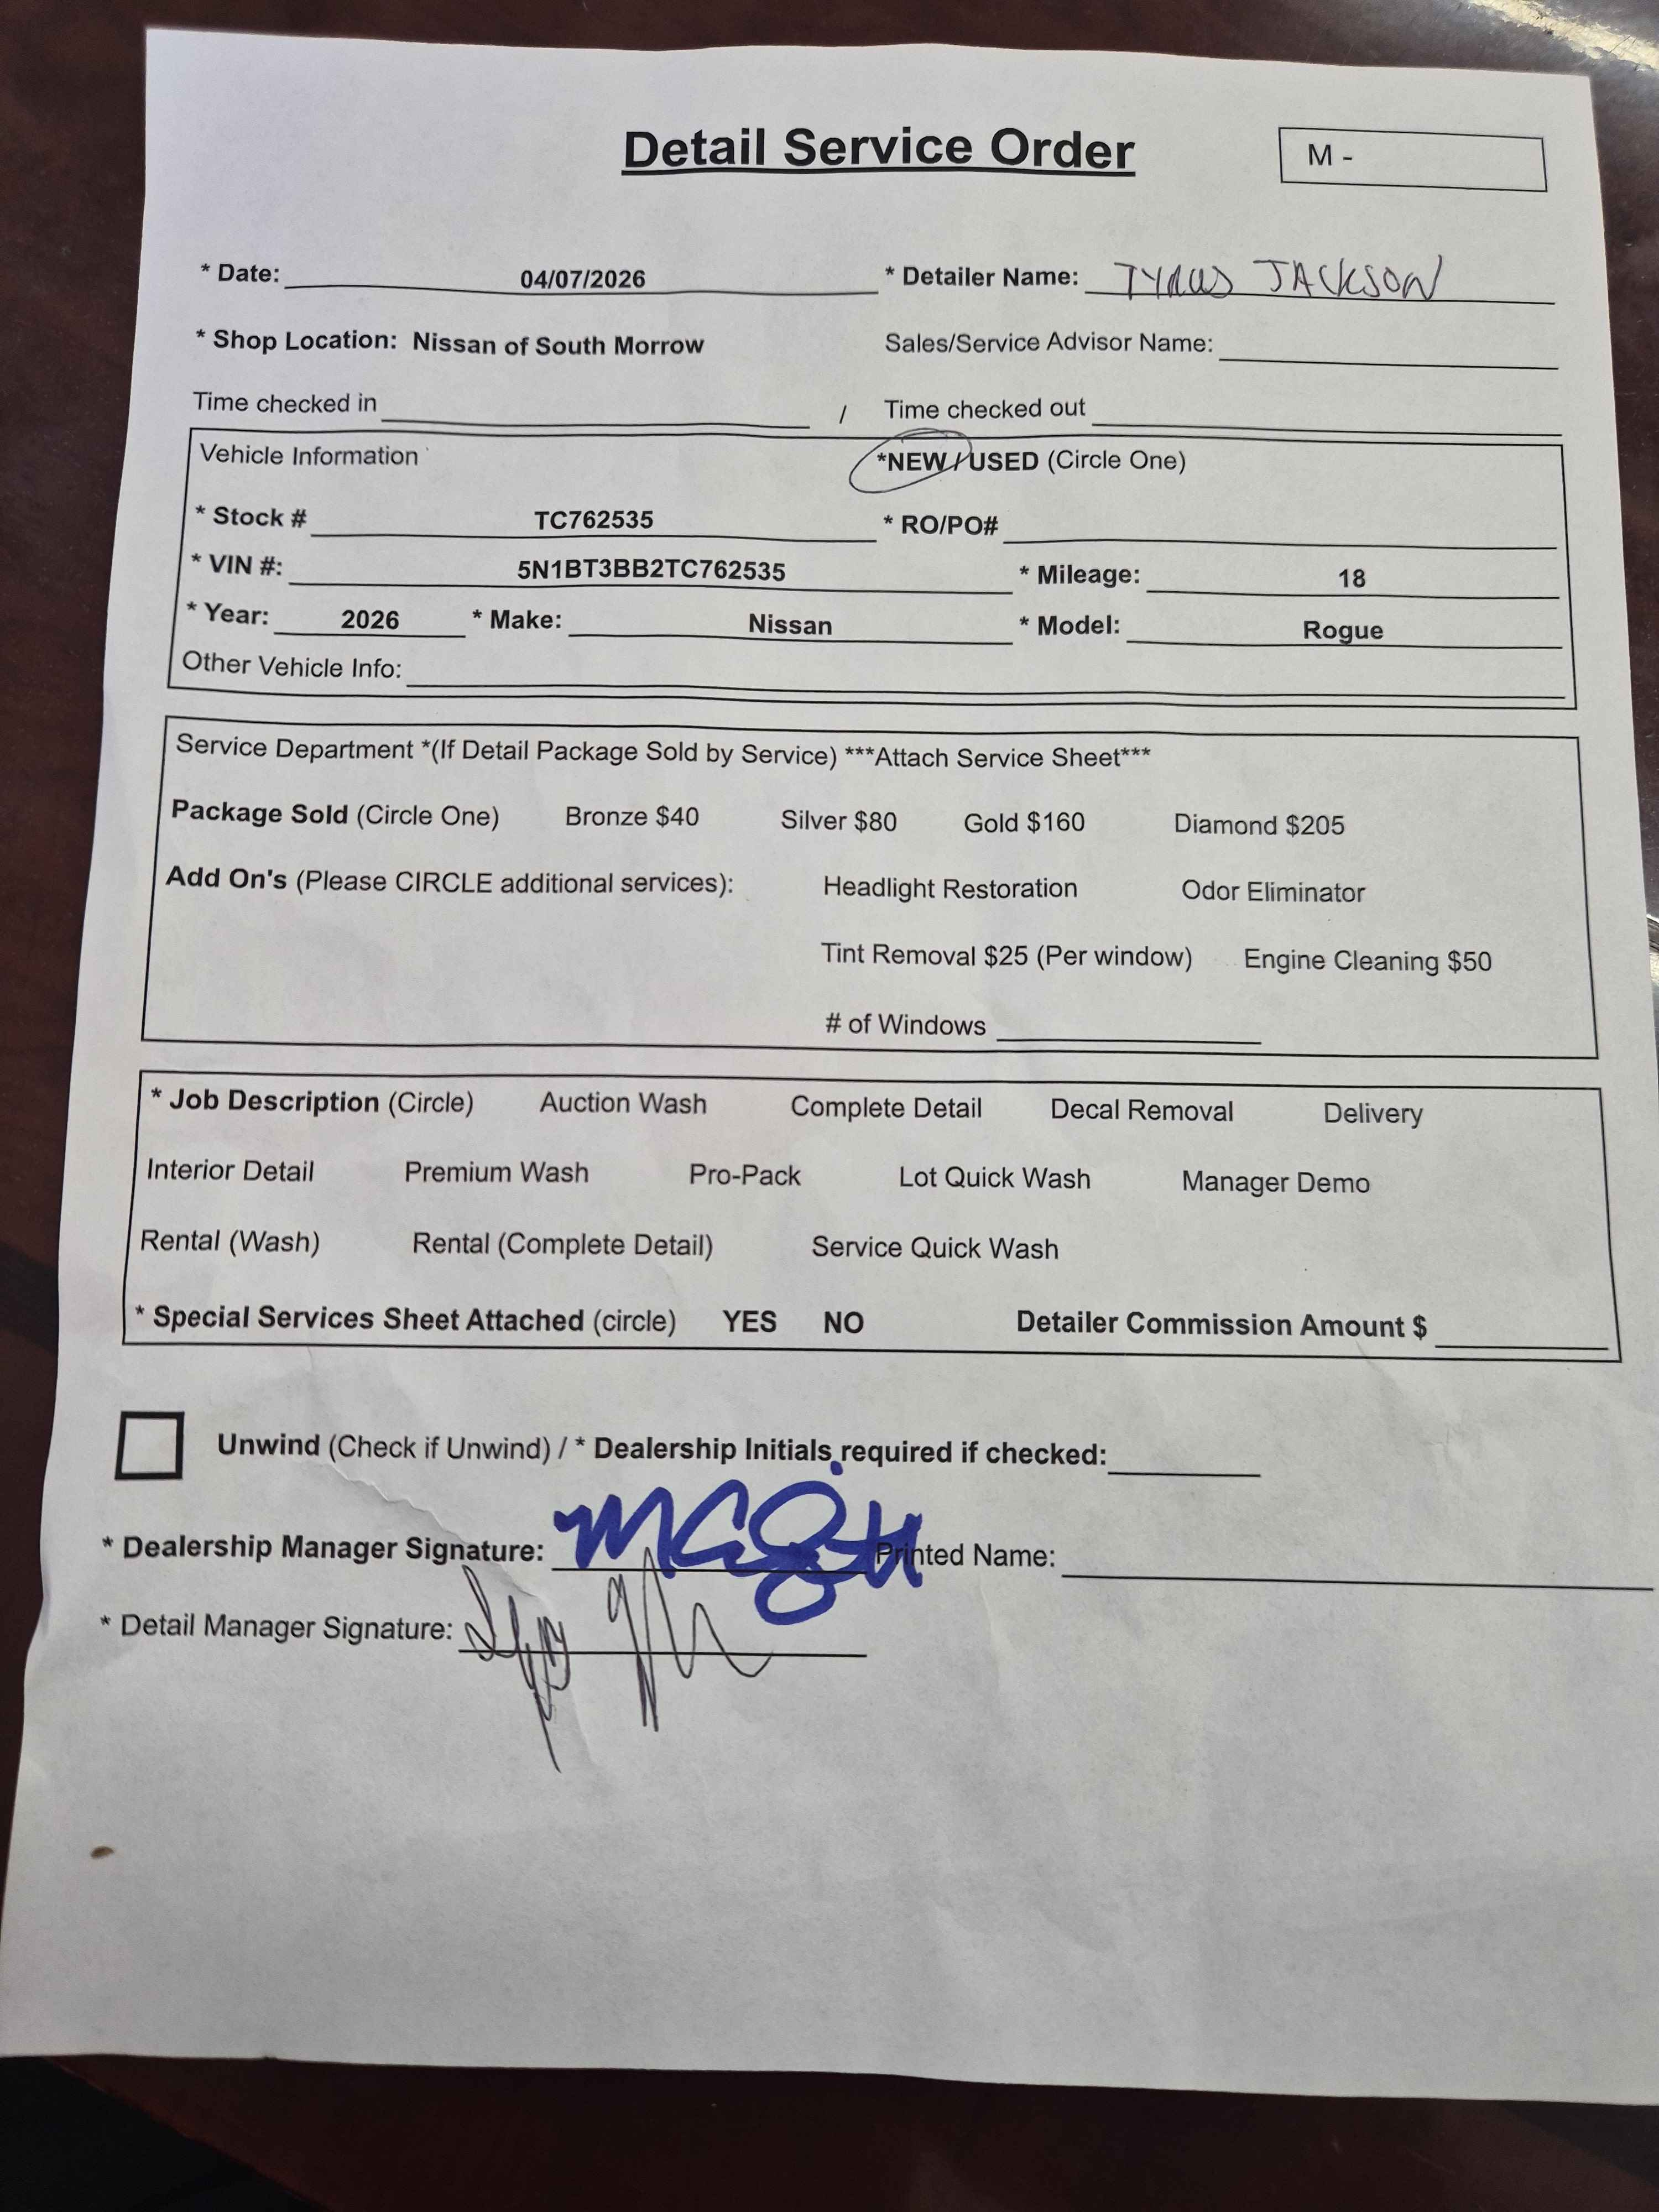 Detail Service Order
M -
* Date: 04/07/2026 * Detailer Name: TYRUS JACKSON
* Shop Location: Nissan of South Morrow Sales/Service Advisor Name:
Time checked in / Time checked out
Vehicle Information *NEW / USED (Circle One)
* Stock # TC762535 * RO/PO#
* VIN #: 5N1BT3BB2TC762535 * Mileage: 18
* Year: 2026 * Make: Nissan * Model: Rogue
Other Vehicle Info:
Service Department *(If Detail Package Sold by Service) ***Attach Service Sheet***
Package Sold (Circle One) Bronze $40 Silver $80 Gold $160 Diamond $205
Add On's (Please CIRCLE additional services): Headlight Restoration Odor Eliminator
Tint Removal $25 (Per window) Engine Cleaning $50
# of Windows
* Job Description (Circle) Auction Wash Complete Detail Decal Removal Delivery
Interior Detail Premium Wash Pro-Pack Lot Quick Wash Manager Demo
Rental (Wash) Rental (Complete Detail) Service Quick Wash
* Special Services Sheet Attached (circle) YES NO Detailer Commission Amount $
Unwind (Check if Unwind) / * Dealership Initials required if checked:
* Dealership Manager Signature: Printed Name:
* Detail Manager Signature: